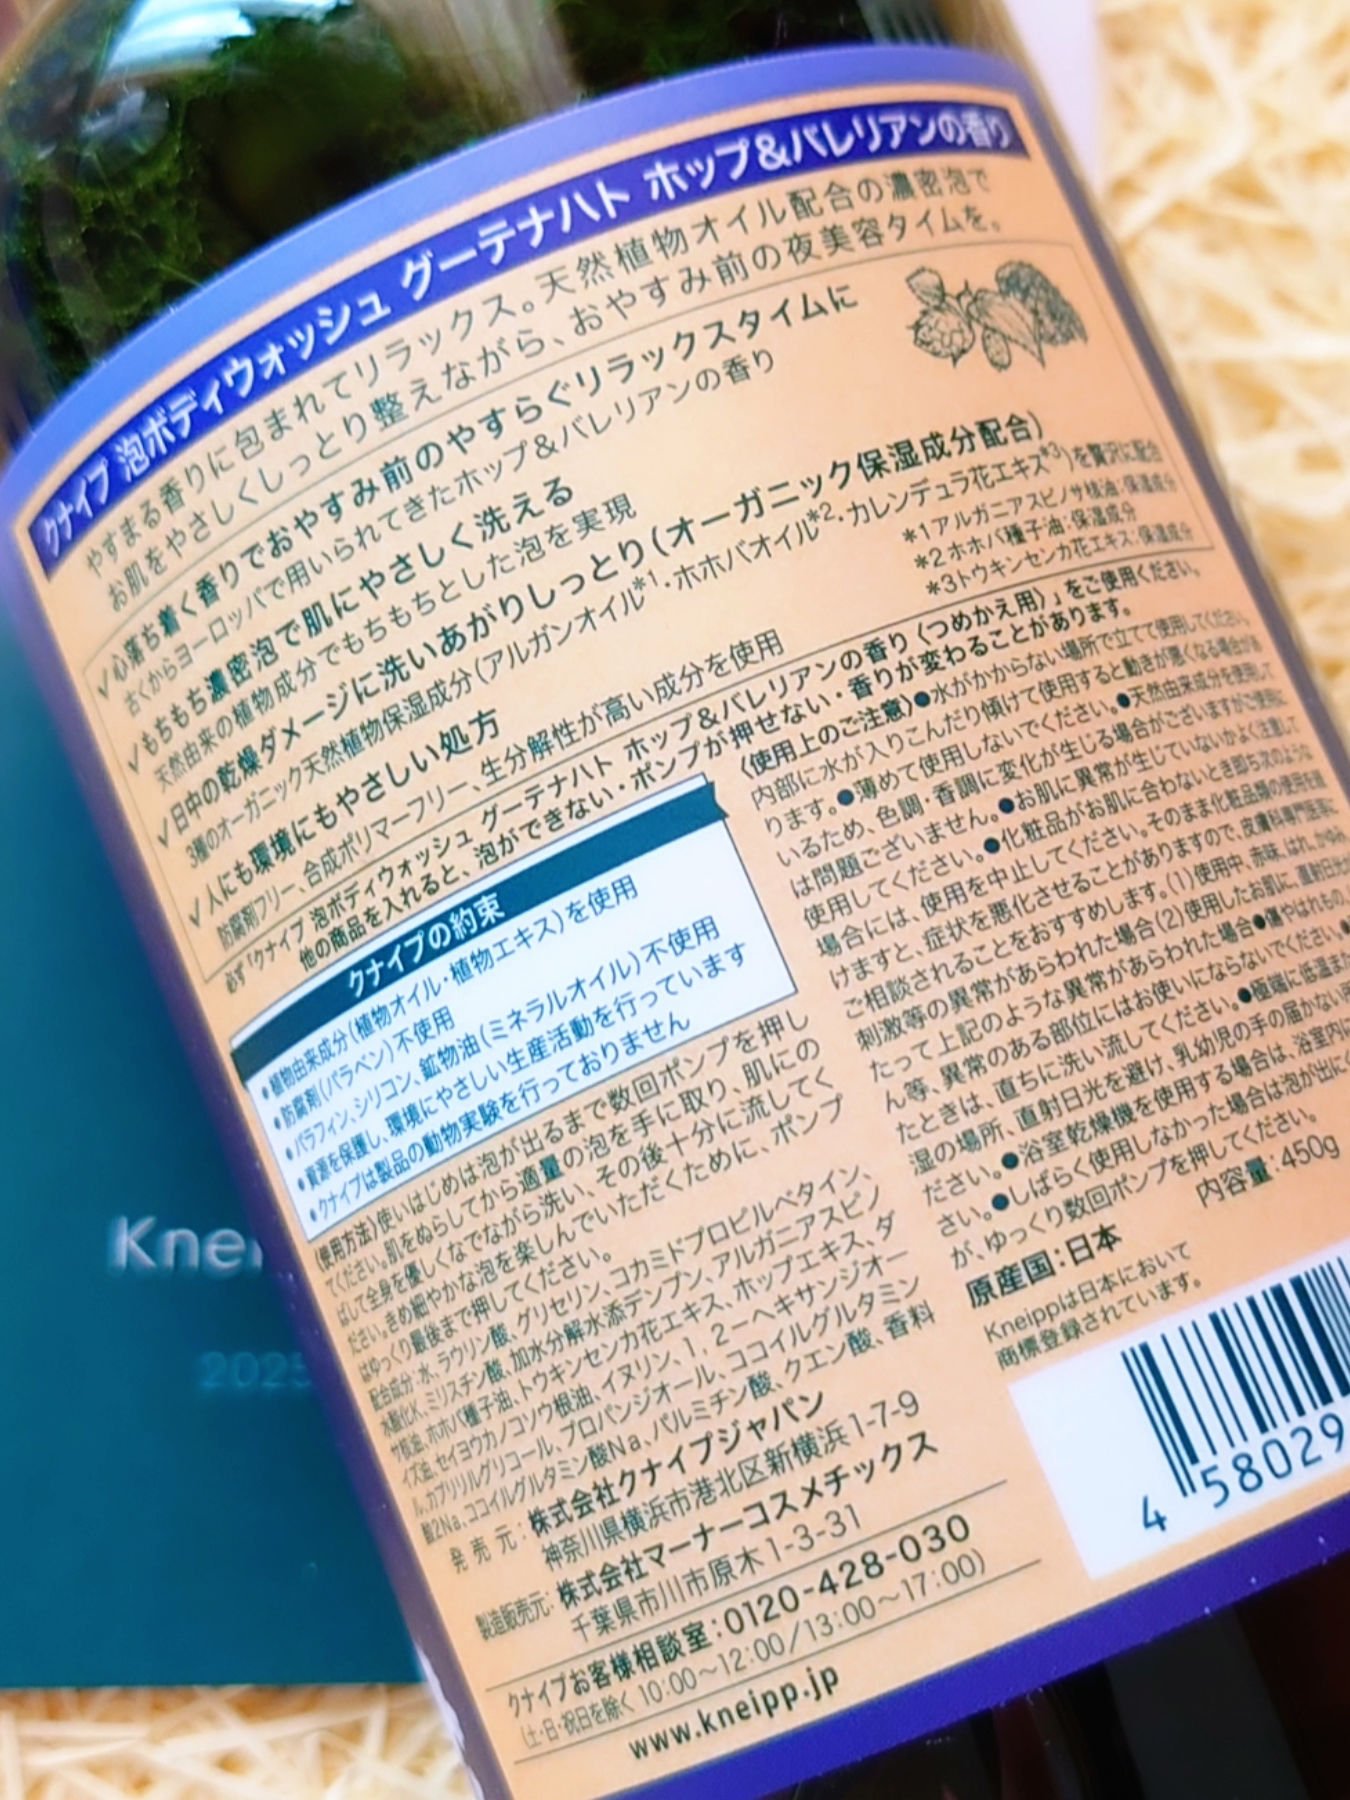 クナイプ 泡ボディウォッシュ グーテナハト ホップ&バレリアンの香り
やすまる香りに包まれてリラックス。天然植物オイル配合の濃密泡で
お肌をやさしくしっとり整えながら、おやすみ前の夜美容タイムを。
✓心落ち着く香りでおやすみ前のやすらぐリラックスタイムに
古くからヨーロッパで用いられてきたホップ&バレリアンの香り
✓もちもち濃密泡で肌にやさしく洗える
天然由来の植物成分でもちもちとした泡を実現
✓日中の乾燥ダメージに洗いあがりしっとり(オーガニック保湿成分配合)
3種のオーガニック天然植物保湿成分(アルガンオイル*1・ホホバオイル*2・カレンデュラ花エキス*3)を贅沢に配合
*1アルガニアスピノサ核油:保湿成分
*2ホホバ種子油:保湿成分
*3トウキンセンカ花エキス:保湿成分
✓人にも環境にもやさしい処方
防腐剤フリー、合成ポリマーフリー、生分解性が高い成分を使用
必ず「クナイプ 泡ボディウォッシュ グーテナハト ホップ&バレリアンの香り〈つめかえ用〉」をご使用ください。
他の商品を入れると、泡ができない・ポンプが押せない・香りが変わることがあります。
クナイプの約束
•植物由来成分(植物オイル・植物エキス)を使用
•防腐剤(パラベン)不使用
•パラフィン、シリコン、鉱物油(ミネラルオイル)不使用
•資源を保護し、環境にやさしい生産活動を行っています
•クナイプは製品の動物実験を行っておりません
〈使用方法〉使いはじめは泡が出るまで数回ポンプを押し
てください。肌をぬらしてから適量の泡を手に取り、肌にの
ばして全身を優しくなでながら洗い、その後十分に流してく
ださい。きめ細やかな泡を楽しんでいただくために、ポンプ
はゆっくり最後まで押してください。
配合成分:水、ラウリン酸、グリセリン、コカミドプロピルベタイン、
水酸化K、ミリスチン酸、加水分解水添デンプン、アルガニアスピノ
サ核油、ホホバ種子油、トウキンセンカ花エキス、ホップエキス、ダ
イズ油、セイヨウカノコソウ根油、イヌリン、1,2-ヘキサンジオー
ル、カプリリルグリコール、プロパンジオール、ココイルグルタミン
酸2Na、ココイルグルタミン酸Na、パルミチン酸、クエン酸、香料
発売元:株式会社クナイプジャパン
神奈川県横浜市港北区新横浜1-7-9
製造販売元:株式会社マーナーコスメチックス
千葉県市川市原木1-3-31
クナイプお客様相談室:0120-428-030
(土・日・祝日を除く 10:00〜12:00/13:00〜17:00)
www.kneipp.jp
〈使用上のご注意〉●水がかからない場所で立てて使用してください。
内部に水が入りこんだり傾けて使用すると動きが悪くなる場合があ
ります。●薄めて使用しないでください。●天然由来成分を使用して
いるため、色調・香調に変化が生じる場合がございますがご使用に
は問題ございません。●お肌に異常が生じていないかよく注意して
使用してください。●化粧品がお肌に合わないとき即ち次のような
場合には、使用を中止してください。そのまま化粧品類の使用を続
けますと、症状を悪化させることがありますので、皮膚科専門医等に
ご相談されることをおすすめします。(1)使用中、赤味、はれ、かゆみ
刺激等の異常があらわれた場合(2)使用したお肌に、直射日光
たって上記のような異常があらわれた場合●傷やはれもの、
ん等、異常のある部位にはお使いにならないでください。●
たときは、直ちに洗い流してください。●極端に低温ま
湿の場所、直射日光を避け、乳幼児の手の届かない
ださい。●浴室乾燥機を使用する場合は、浴室内
さい。●しばらく使用しなかった場合は泡が出に
が、ゆっくり数回ポンプを押してください。
内容量:450g
原産国:日本
Kneippは日本において
商標登録されています。
4 58029
Knei
2025